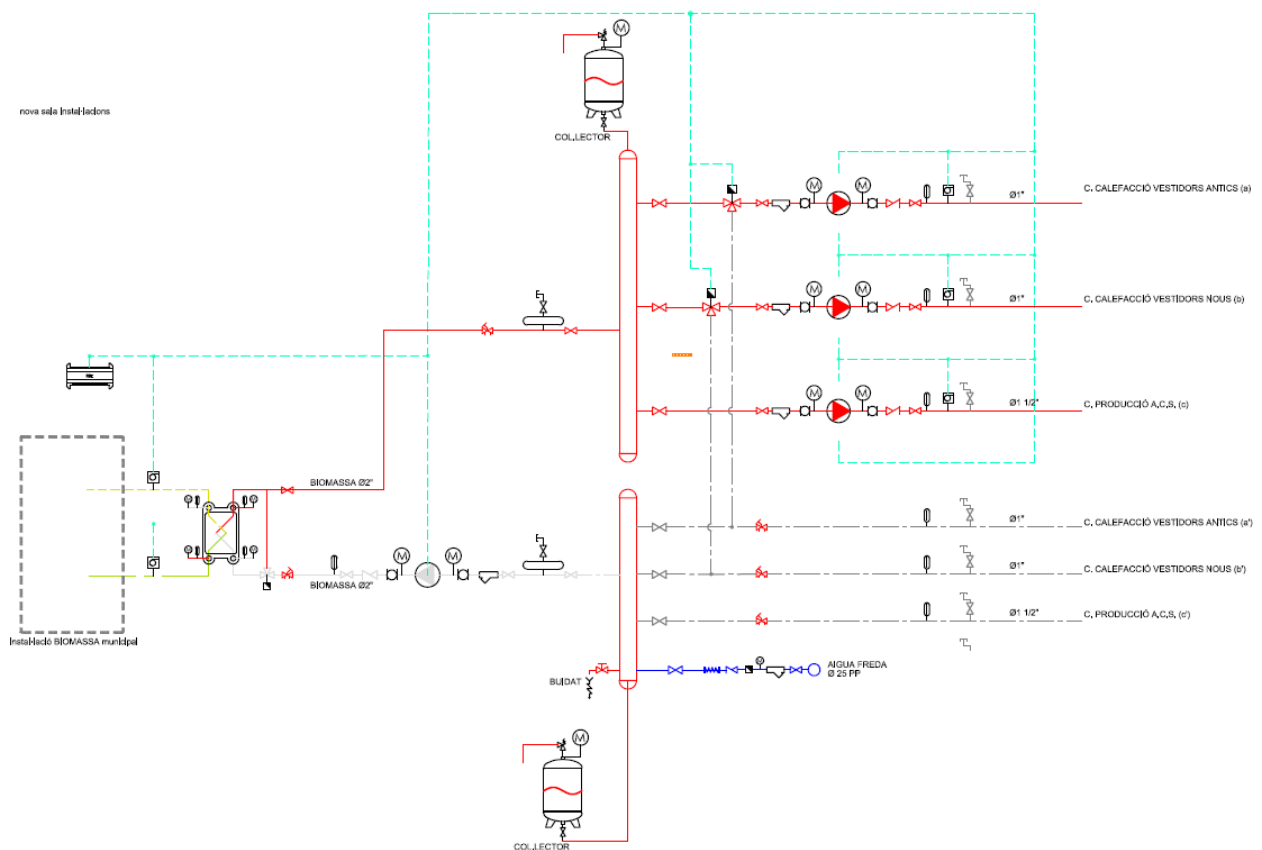 nova sala Instal·lacions
M
COL.LECTOR
M
M
Ø1"
C. CALEFACCIÓ VESTIDORS ANTICS (a)
M
M
Ø1"
C. CALEFACCIÓ VESTIDORS NOUS (b)
M
M
Ø1 1/2"
C. PRODUCCIÓ A.C.S. (c)
BIOMASSA Ø2"
Ø1"
C. CALEFACCIÓ VESTIDORS ANTICS (a')
M
M
BIOMASSA Ø2"
Ø1"
C. CALEFACCIÓ VESTIDORS NOUS (b')
Ø1 1/2"
C. PRODUCCIÓ A.C.S. (c')
Instal·lació BIOMASSA municipal
BUIDAT
AIGUA FREDA
Ø 25 PP
M
COL.LECTOR